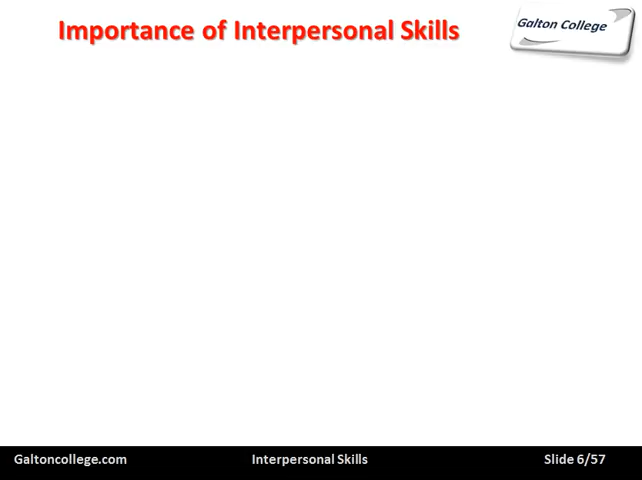 Importance of Interpersonal Skills
Galton College
Galtoncollege.com
Interpersonal Skills
Slide 6/57